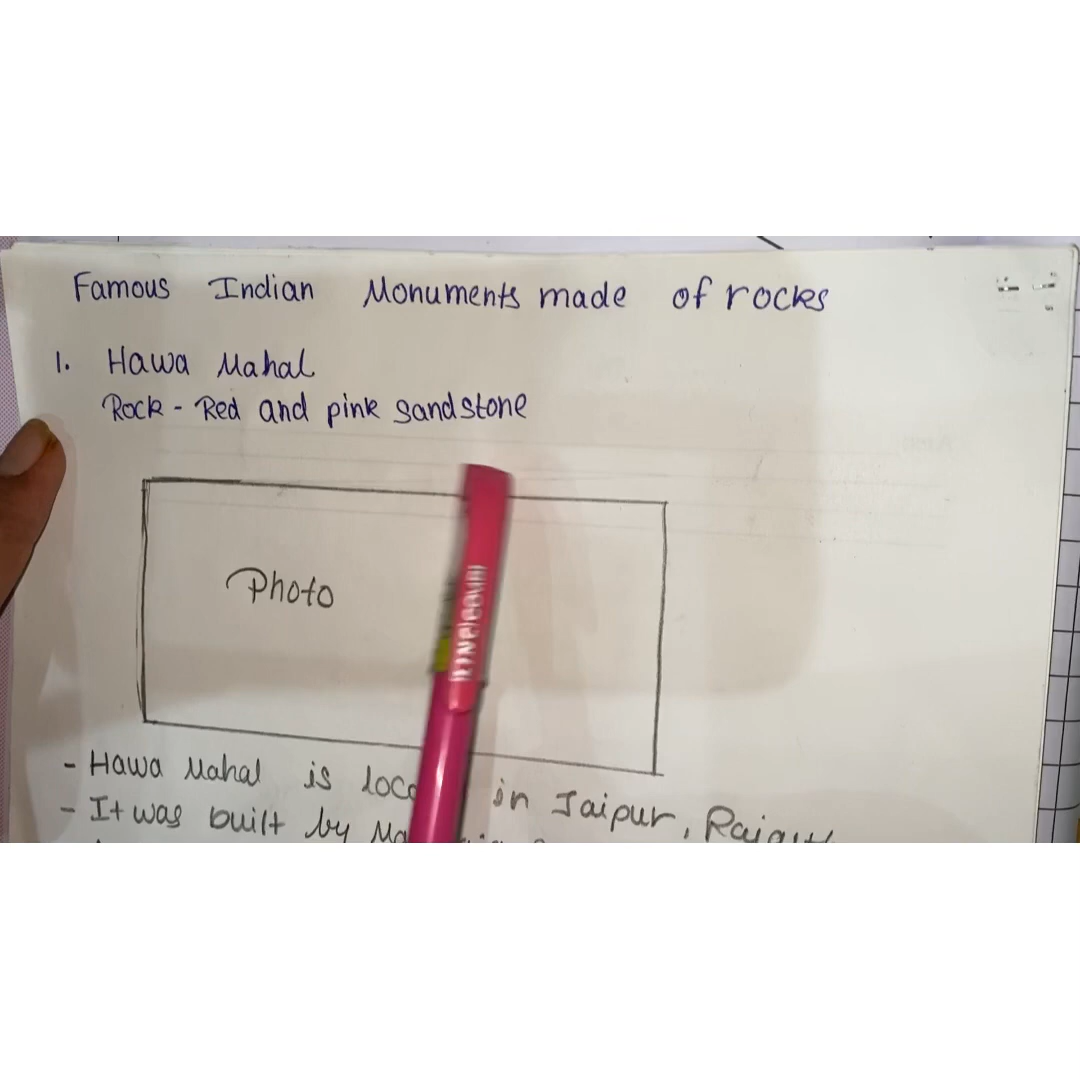 Famous Indian Monuments made of rocks
1. Hawa Mahal
Rock - Red and pink sandstone
Photo
- Hawa Mahal is in Jaipur,
- It was built by